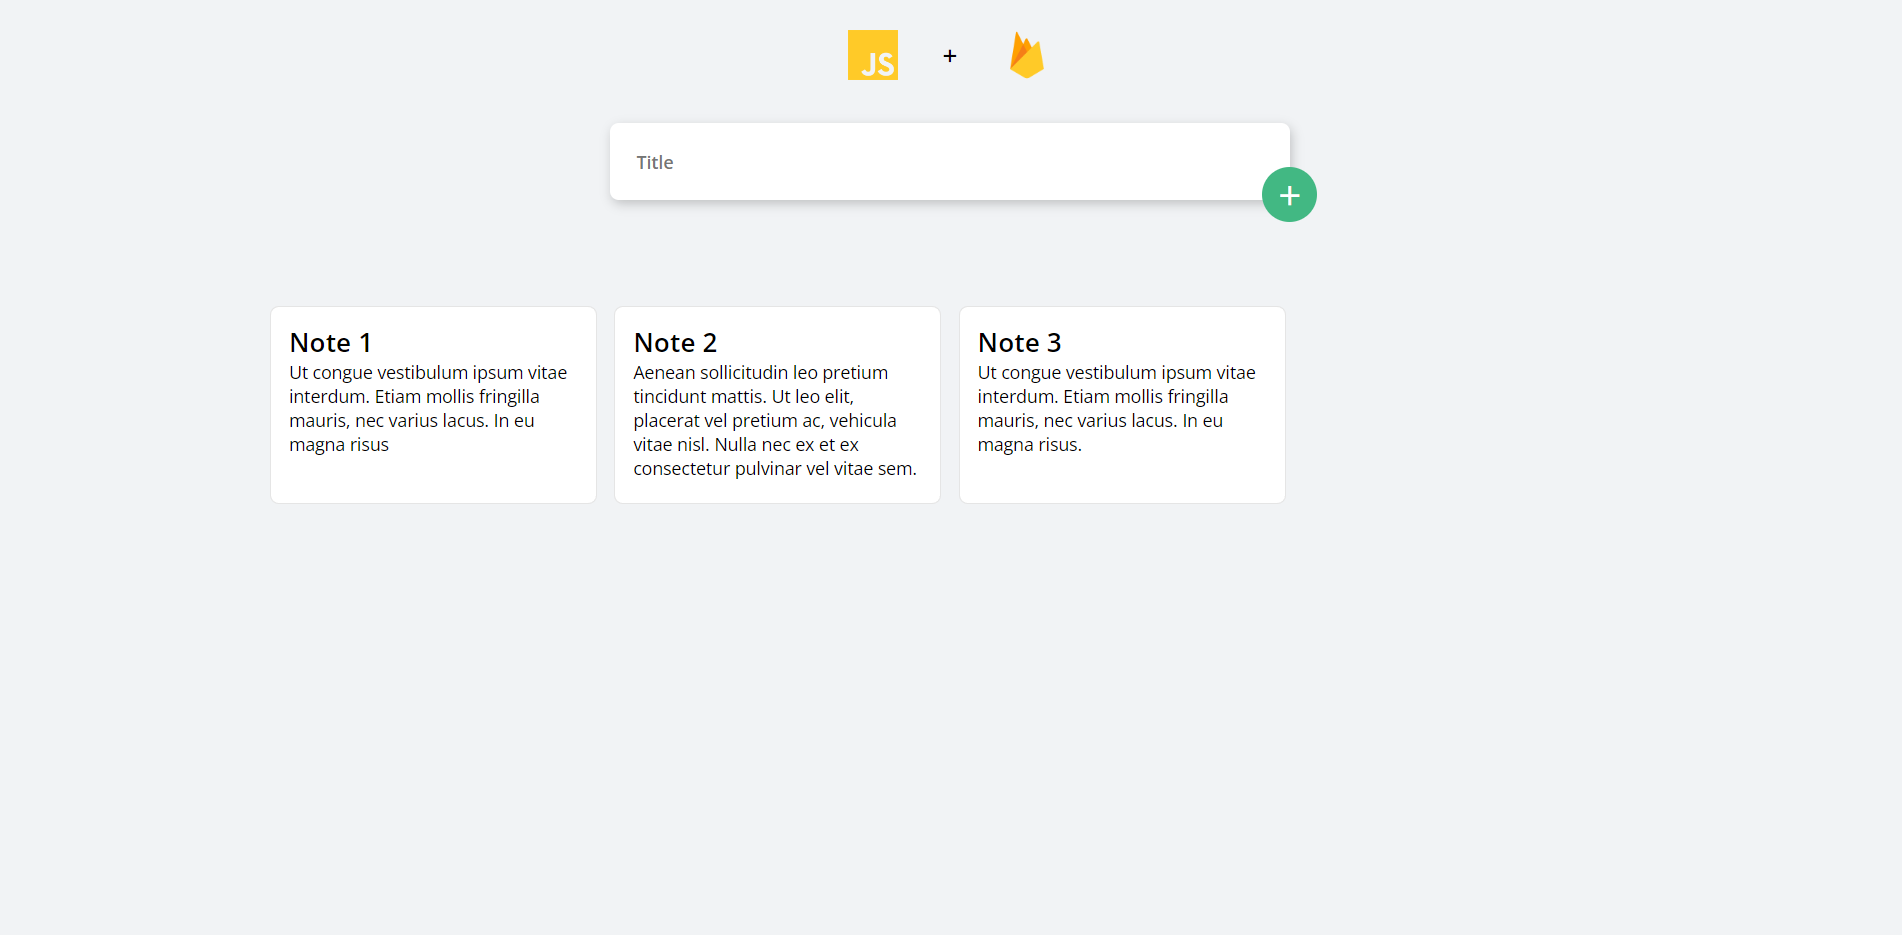 JS +
Title
+
Note 1
Ut congue vestibulum ipsum vitae
interdum. Etiam mollis fringilla
mauris, nec varius lacus. In eu
magna risus
Note 2
Aenean sollicitudin leo pretium
tincidunt mattis. Ut leo elit,
placerat vel pretium ac, vehicula
vitae nisl. Nulla nec ex et ex
consectetur pulvinar vel vitae sem.
Note 3
Ut congue vestibulum ipsum vitae
interdum. Etiam mollis fringilla
mauris, nec varius lacus. In eu
magna risus.